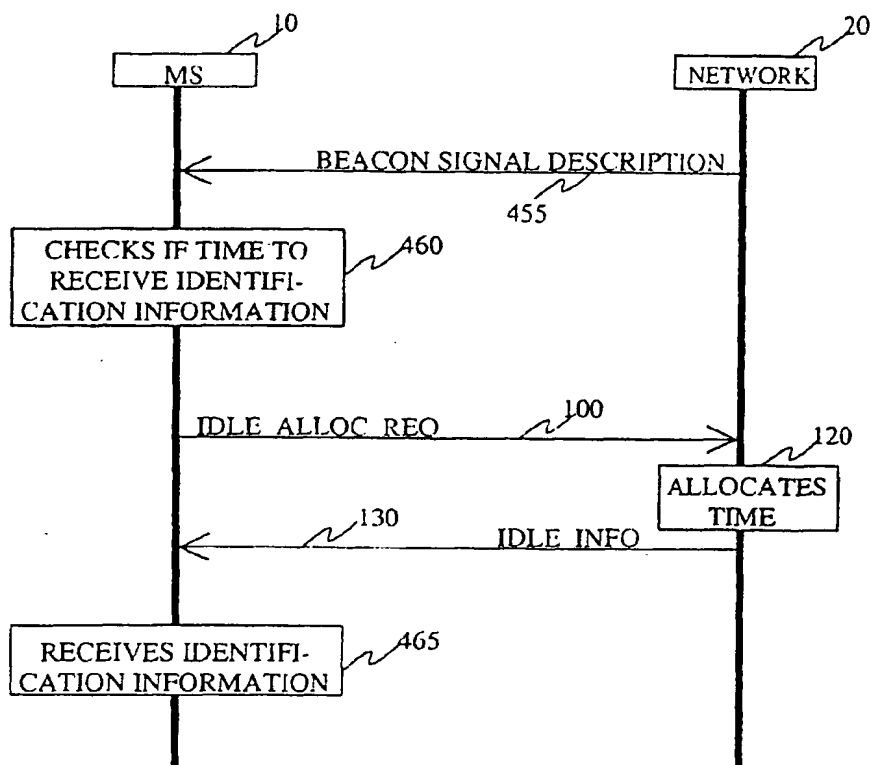 10
20
MS
NETWORK
BEACON SIGNAL DESCRIPTION
455
CHECKS IF TIME TO
RECEIVE IDENTIFI-
CATION INFORMATION
460
IDLE ALLOC REQ
100
120
ALLOCATES
TIME
130
IDLE INFO
RECEIVES IDENTIFI-
CATION INFORMATION
465